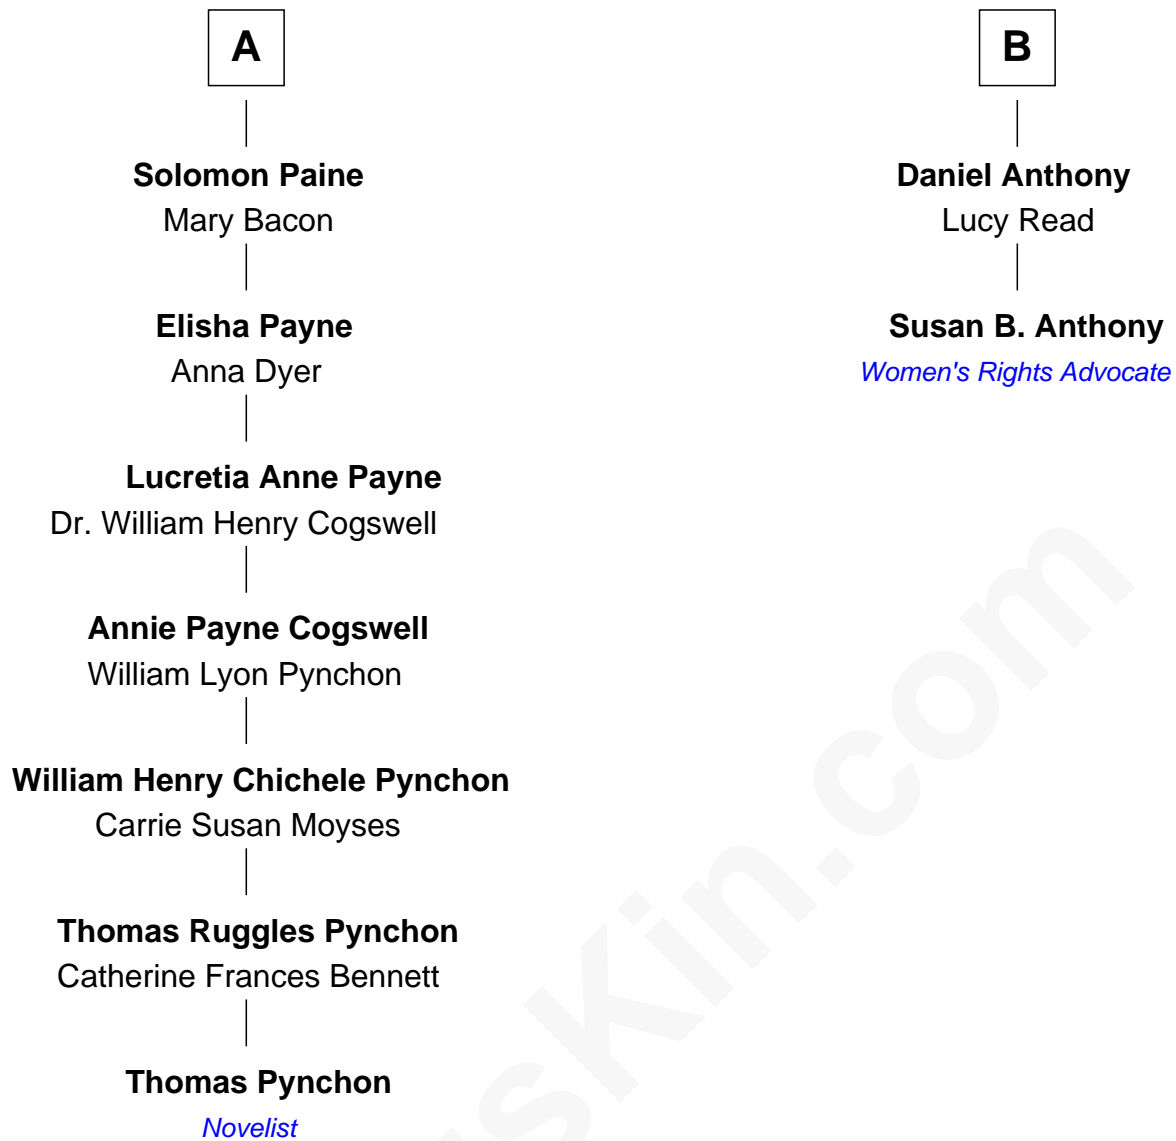 A
Solomon Paine
Mary Bacon
Elisha Payne
Anna Dyer
Lucretia Anne Payne
Dr. William Henry Cogswell
Annie Payne Cogswell
William Lyon Pynchon
William Henry Chichele Pynchon
Carrie Susan Moyses
Thomas Ruggles Pynchon
Catherine Frances Bennett
Thomas Pynchon
Novelist
B
Daniel Anthony
Lucy Read
Susan B. Anthony
Women's Rights Advocate
sKin.com